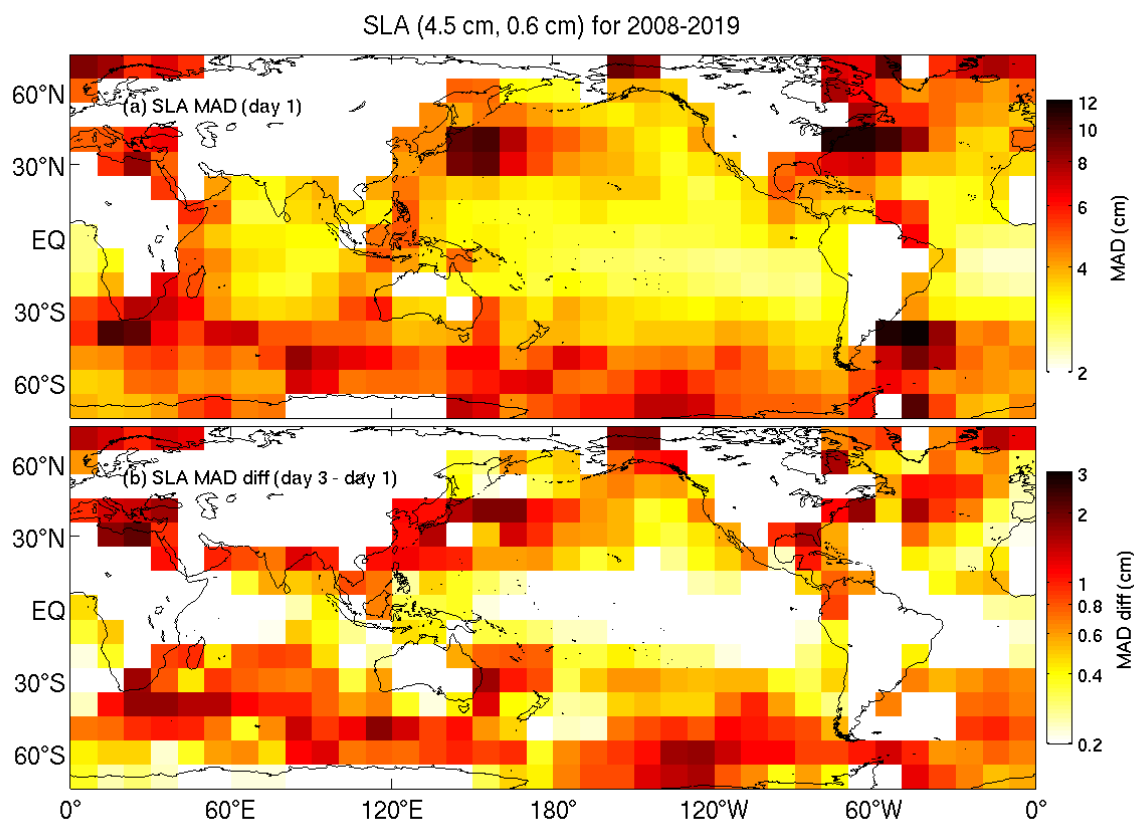 SLA (4.5 cm, 0.6 cm) for 2008-2019
(a) SLA MAD (day 1)
60°N
30°N
EQ
30°S
60°S
12
10
8
6
4
2
MAD (cm)
(b) SLA MAD diff (day 3 - day 1)
60°N
30°N
EQ
30°S
60°S
3
2
1
0.8
0.6
0.4
0.2
MAD diff (cm)
0° 60°E 120°E 180° 120°W 60°W 0°